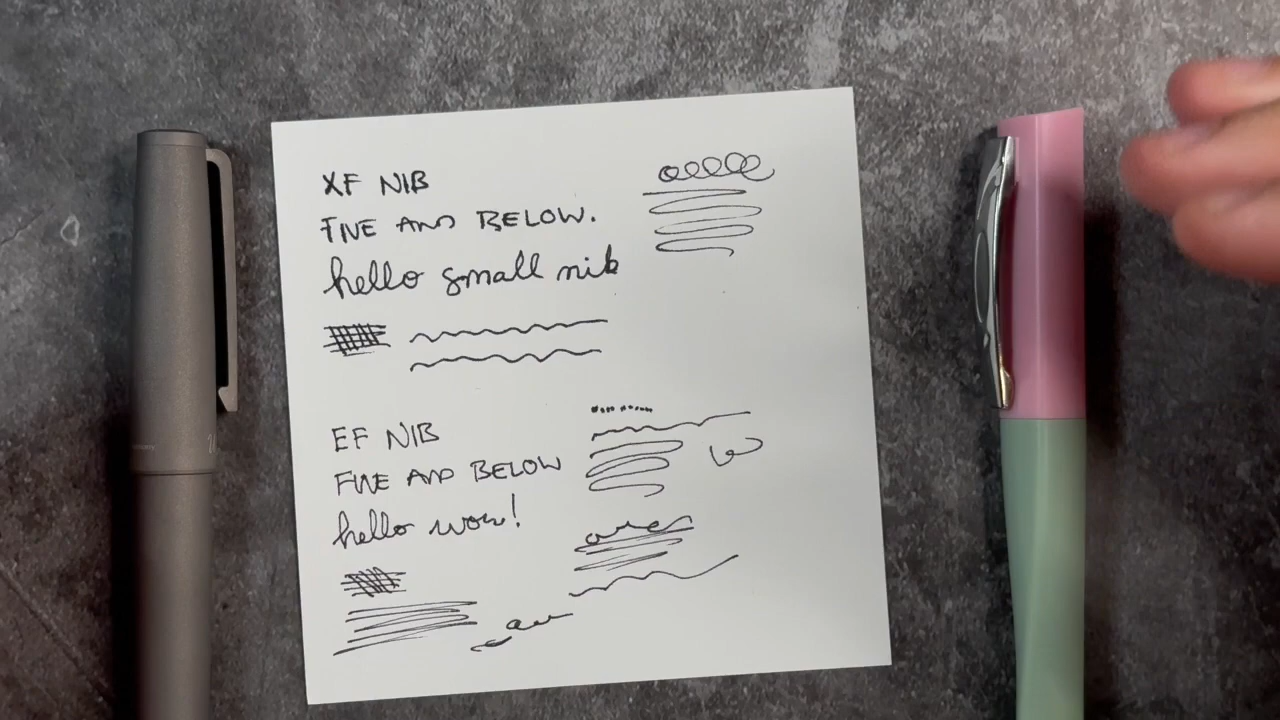 XF NIB
FINE AND BELOW.
hello small nib
EF NIB
FINE AND BELOW
hello wow!